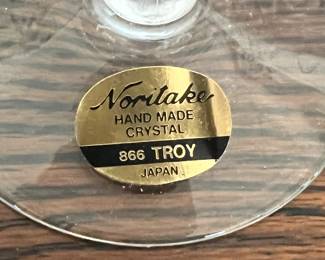 Noritake
HAND MADE
CRYSTAL
866 TROY
JAPAN